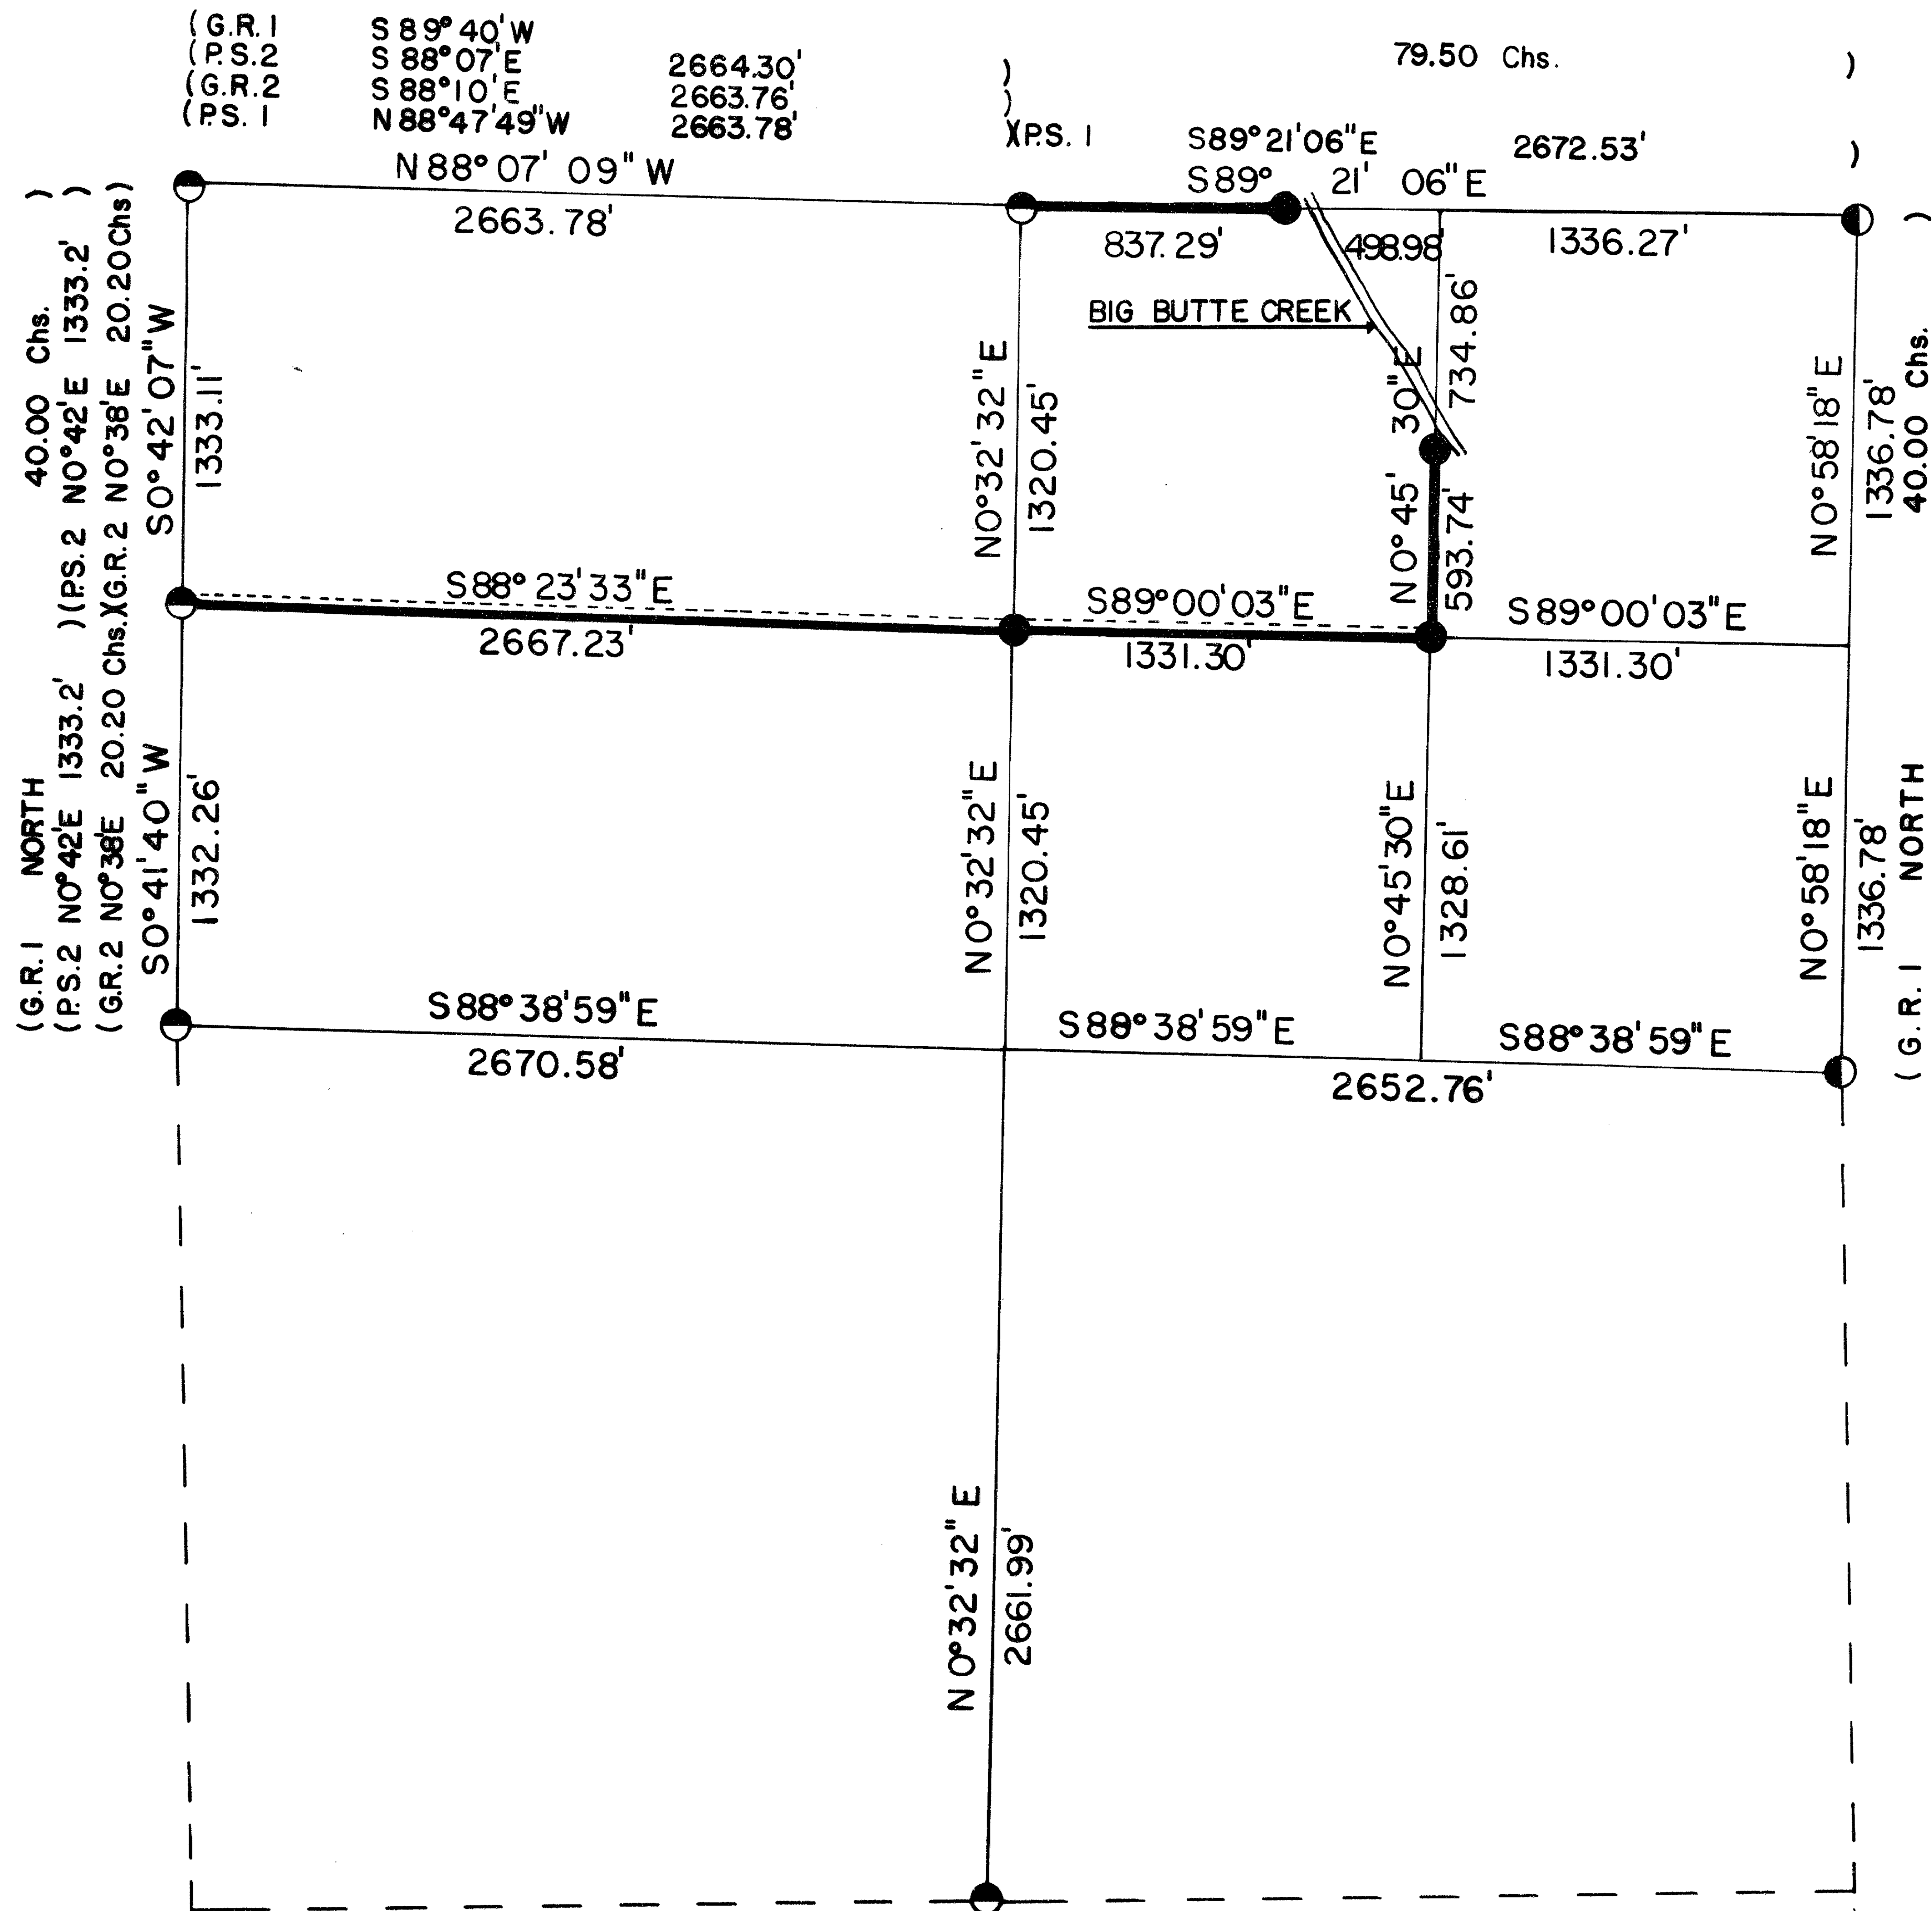 (G.R.1 S 89° 40' W 79.50 Chs. )
(P.S.2 S 88° 07' E 2664.30' )
(G.R.2 S 88° 10' E 2663.76' )
(P.S. 1 N 88° 47' 49" W 2663.78' )(P.S. 1 S89° 21' 06" E 2672.53' )
N 88° 07' 09" W
S89° 21' 06" E
2663.78'
837.29'
498.98'
1336.27'
BIG BUTTE CREEK
(G.R. 1 NORTH 40.00 Chs. )
(P.S. 2 N0° 42' E 1333.2' )(P.S. 2 N0° 42' E 1333.2' )
(G.R. 2 N0° 38' E 20.20 Chs.)(G.R. 2 N0° 38' E 20.20 Chs)
S0° 42' 07" W
1333.11'
N0° 32' 32" E
1320.45'
N0° 45' 30" E
734.86'
593.74'
N0° 58' 18" E
1336.78'
(G.R. 1 NORTH 40.00 Chs. )
S88° 23' 33" E
2667.23'
S89° 00' 03" E
1331.30'
S89° 00' 03" E
1331.30'
S0° 41' 40" W
1332.26'
N0° 32' 32" E
1320.45'
N0° 45' 30" E
1328.61'
N0° 58' 18" E
1336.78'
S88° 38' 59" E
2670.58'
S88° 38' 59" E
S88° 38' 59" E
2652.76'
N 0° 32' 32" E
2661.99'